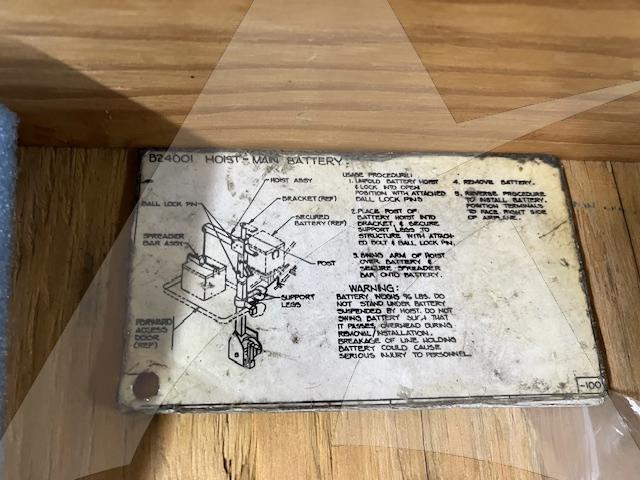 B24001 HOIST-MAIN BATTERY
HOIST ASSY
BRACKET (REF)
BALL LOCK PIN
SECURED
BATTERY (REF)
SPREADER
BAR ASSY
POST
SUPPORT
LEGS
FORWARD
ACCESS
DOOR
(REF)
USAGE PROCEDURE:
1. UNFOLD BATTERY HOIST
& LOCK INTO OPEN
POSITION WITH ATTACHED
BALL LOCK PINS
2. PLACE POST OF
BATTERY HOIST INTO
BRACKET, & SECURE
SUPPORT LEGS TO
STRUCTURE WITH ATTACH-
ED BOLT & BALL LOCK PIN.
3. SWING ARM OF HOIST
OVER BATTERY &
SECURE SPREADER
BAR ONTO BATTERY.
4. REMOVE BATTERY.
5. REVERSE PROCEDURE
TO INSTALL BATTERY.
POSITION TERMINALS
TO FACE RIGHT SIDE
OF AIRPLANE.
WARNING:
BATTERY WEIGHS 96 LBS. DO
NOT STAND UNDER BATTERY
SUSPENDED BY HOIST. DO NOT
SWING BATTERY SUCH THAT
IT PASSES OVERHEAD DURING
REMOVAL/INSTALLATION.
BREAKAGE OF LINE HOLDING
BATTERY COULD CAUSE
SERIOUS INJURY TO PERSONNEL
-100